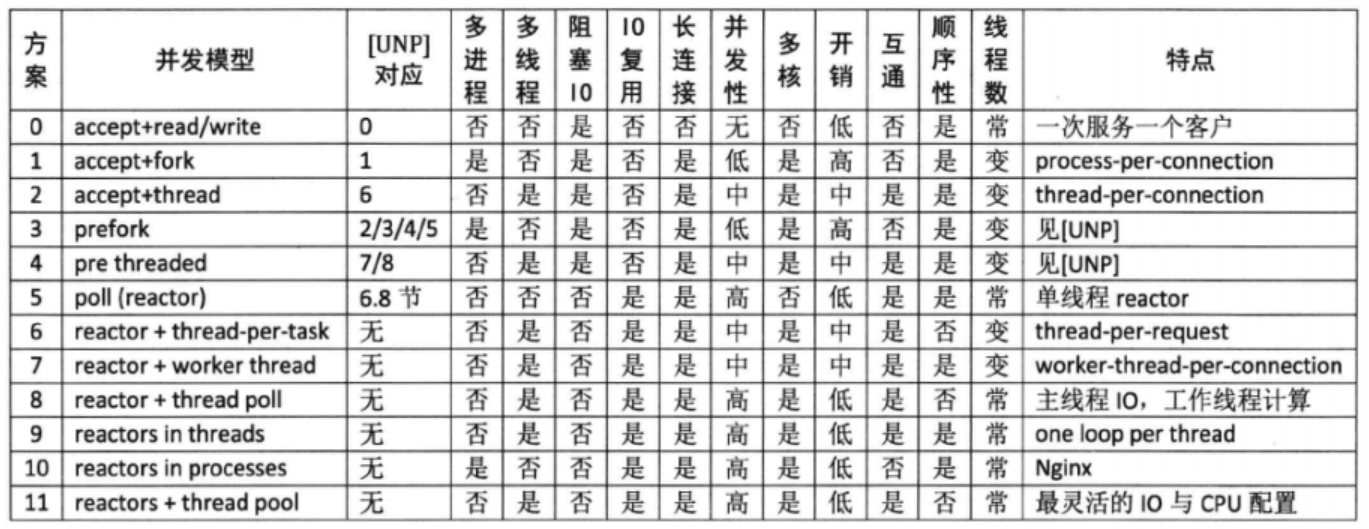 方案 并发模型 [UNP]对应 多进程 多线程 阻塞IO IO复用 长连接 并发性 多核 开销 互通 顺序性 线程数 特点
0 accept+read/write 0 否 否 是 否 否 无 否 低 否 是 常 一次服务一个客户
1 accept+fork 1 是 否 是 否 是 低 是 高 否 是 变 process-per-connection
2 accept+thread 6 否 是 是 否 是 中 是 中 是 是 变 thread-per-connection
3 prefork 2/3/4/5 是 否 是 否 是 低 是 高 否 是 变 见[UNP]
4 pre threaded 7/8 否 是 是 否 是 中 是 中 是 是 变 见[UNP]
5 poll (reactor) 6.8 节 否 否 否 是 是 高 否 低 是 是 常 单线程 reactor
6 reactor + thread-per-task 无 否 是 否 是 是 中 是 中 是 否 变 thread-per-request
7 reactor + worker thread 无 否 是 否 是 是 中 是 中 是 是 变 worker-thread-per-connection
8 reactor + thread poll 无 否 是 否 是 是 高 是 低 是 否 常 主线程 IO，工作线程计算
9 reactors in threads 无 否 是 否 是 是 高 是 低 是 是 常 one loop per thread
10 reactors in processes 无 是 否 否 是 是 高 是 低 否 是 常 Nginx
11 reactors + thread pool 无 否 是 否 是 是 高 是 低 是 否 常 最灵活的 IO 与 CPU 配置